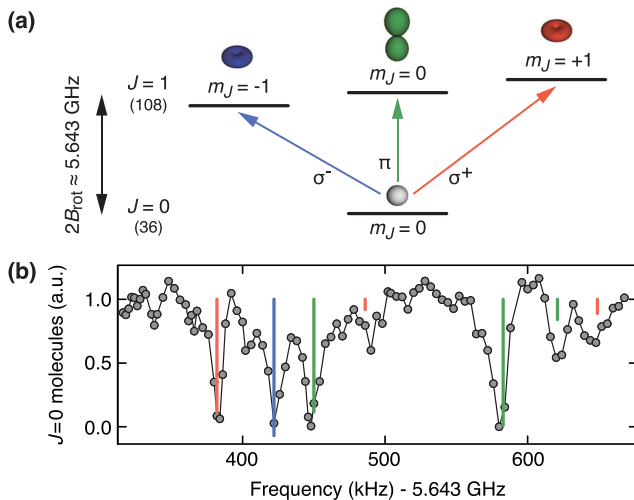 (a)
J = 1
(108)
m_J = -1
m_J = 0
m_J = +1
2B_rot ≈ 5.643 GHz
σ-
π
σ+
J = 0
(36)
m_J = 0
(b)
J=0 molecules (a.u.)
1.0
0.5
0.0
400
500
600
Frequency (kHz) - 5.643 GHz